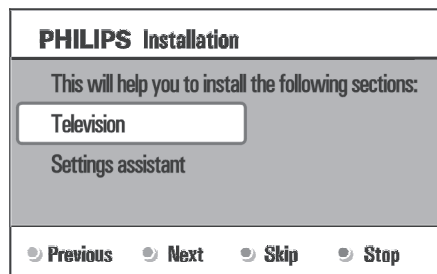 PHILIPS Installation
This will help you to install the following sections:
Television
Settings assistant
Previous Next Skip Stop